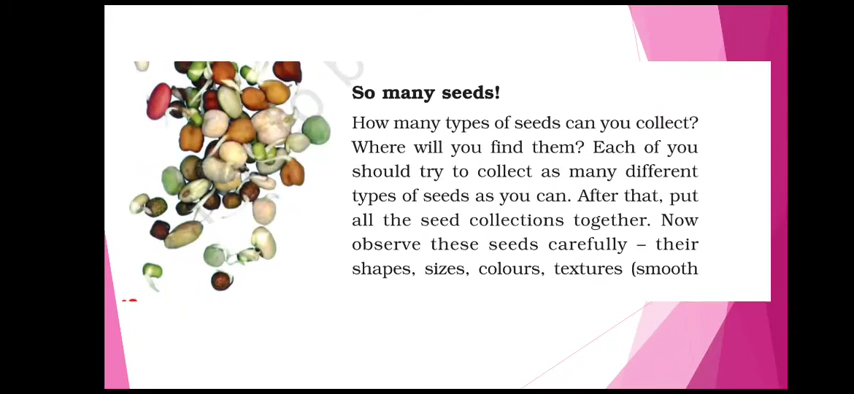 So many seeds!
How many types of seeds can you collect?
Where will you find them? Each of you
should try to collect as many different
types of seeds as you can. After that, put
all the seed collections together. Now
observe these seeds carefully – their
shapes, sizes, colours, textures (smooth